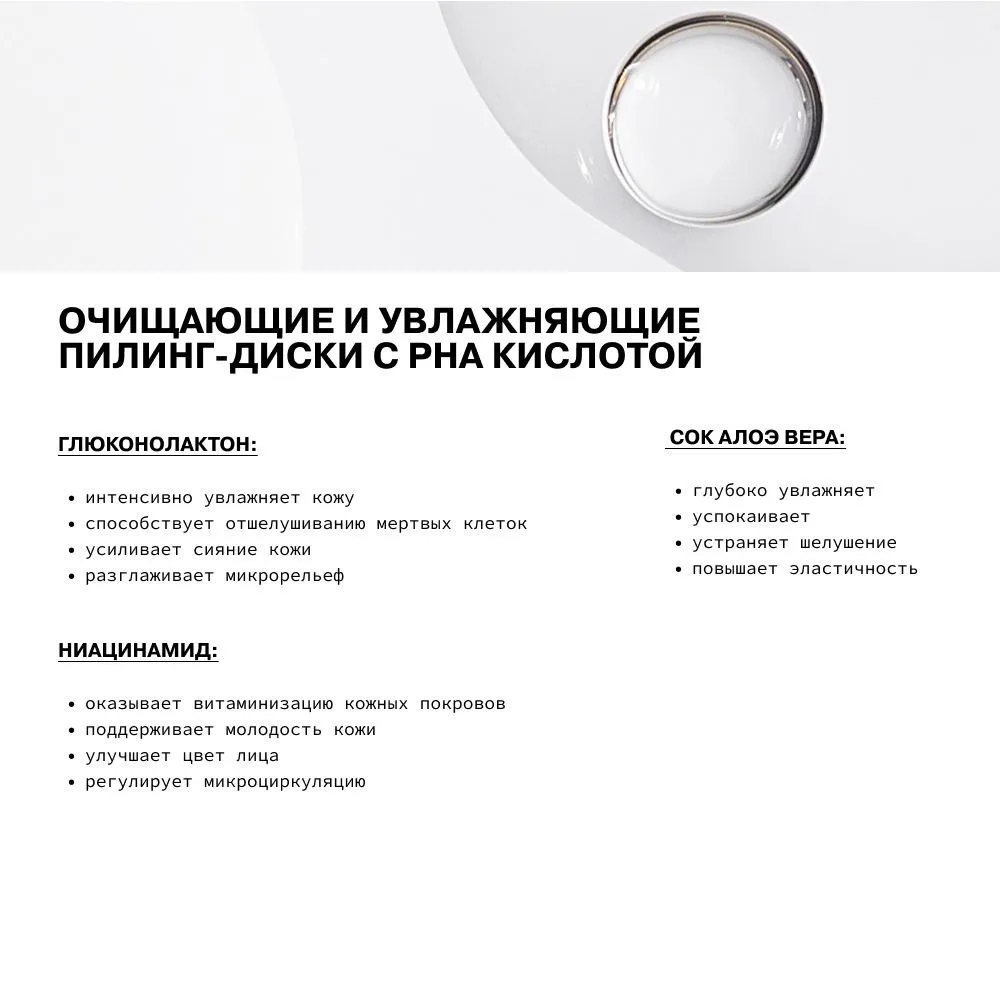 ОЧИЩАЮЩИЕ И УВЛАЖНЯЮЩИЕ
ПИЛИНГ-ДИСКИ С PHA КИСЛОТОЙ
ГЛЮКОНОЛАКТОН:
• интенсивно увлажняет кожу
• способствует отшелушиванию мертвых клеток
• усиливает сияние кожи
• разглаживает микрорельеф
НИАЦИНАМИД:
• оказывает витаминизацию кожных покровов
• поддерживает молодость кожи
• улучшает цвет лица
• регулирует микроциркуляцию
СОК АЛОЭ ВЕРА:
• глубоко увлажняет
• успокаивает
• устраняет шелушение
• повышает эластичность